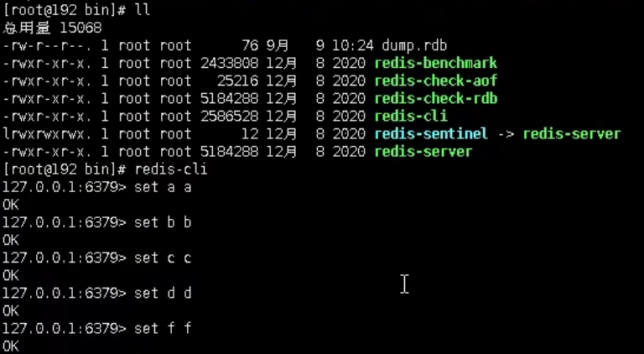 [root@192 bin]# ll
总用量 15068
-rw-r--r--. 1 root root      76 9月   9 10:24 dump.rdb
-rwxr-xr-x. 1 root root 2433808 12月  8 2020 redis-benchmark
-rwxr-xr-x. 1 root root   25216 12月  8 2020 redis-check-aof
-rwxr-xr-x. 1 root root 5184288 12月  8 2020 redis-check-rdb
-rwxr-xr-x. 1 root root 2586528 12月  8 2020 redis-cli
lrwxrwxrwx. 1 root root      12 12月  8 2020 redis-sentinel -> redis-server
-rwxr-xr-x. 1 root root 5184288 12月  8 2020 redis-server
[root@192 bin]# redis-cli
127.0.0.1:6379> set a a
OK
127.0.0.1:6379> set b b
OK
127.0.0.1:6379> set c c
OK
127.0.0.1:6379> set d d
OK
127.0.0.1:6379> set f f
OK